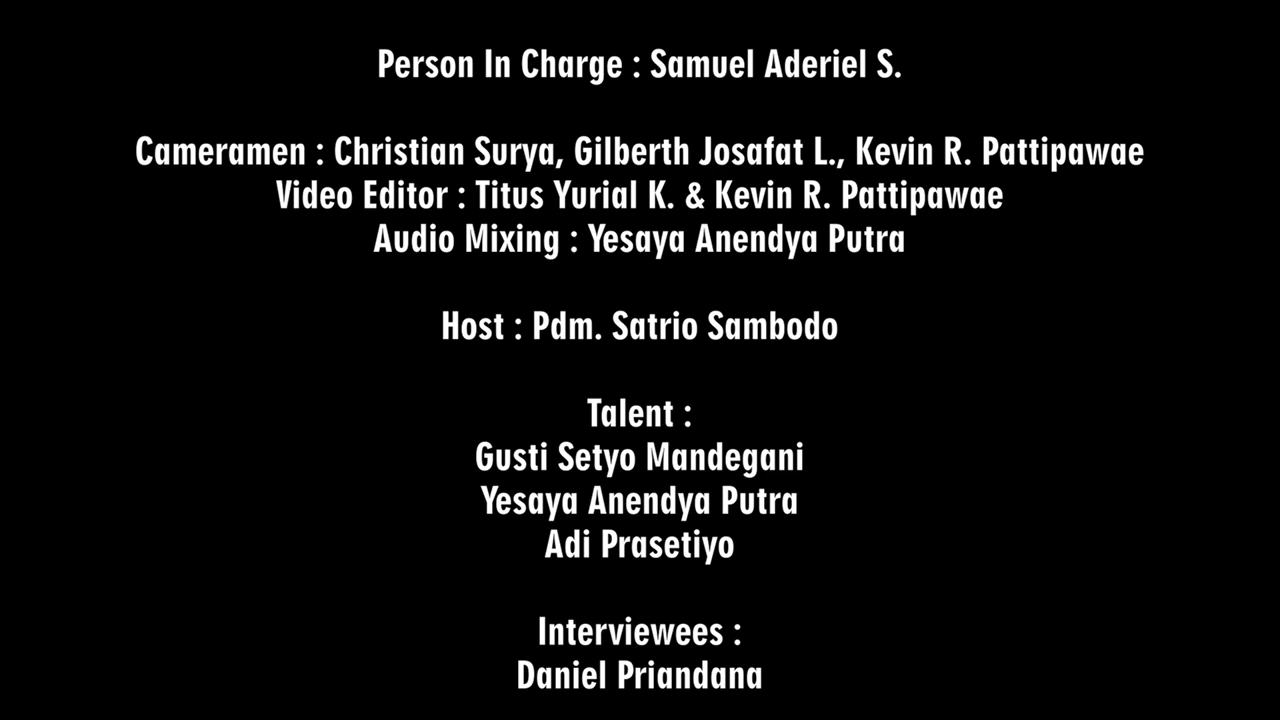 Person In Charge : Samuel Aderiel S.
Cameramen : Christian Surya, Gilberth Josafat L., Kevin R. Pattipawae
Video Editor : Titus Yurial K. & Kevin R. Pattipawae
Audio Mixing : Yesaya Anendya Putra
Host : Pdm. Satrio Sambodo
Talent :
Gusti Setyo Mandegani
Yesaya Anendya Putra
Adi Prasetiyo
Interviewees :
Daniel Priandana